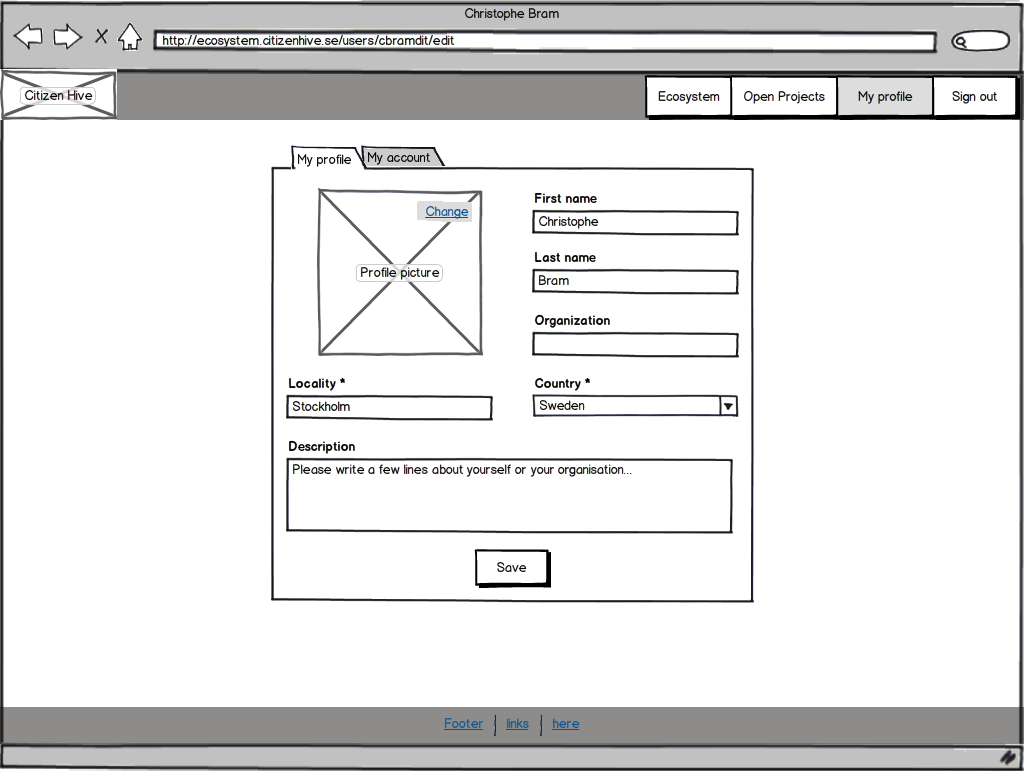 Christophe Bram
http://ecosystem.citizenhive.se/users/cbramdit/edit
Citizen Hive
Ecosystem
Open Projects
My profile
Sign out
My profile
My account
Change
Profile picture
First name
Christophe
Last name
Bram
Organization
Locality *
Stockholm
Country *
Sweden
Description
Please write a few lines about yourself or your organisation...
Save
Footer
links
here